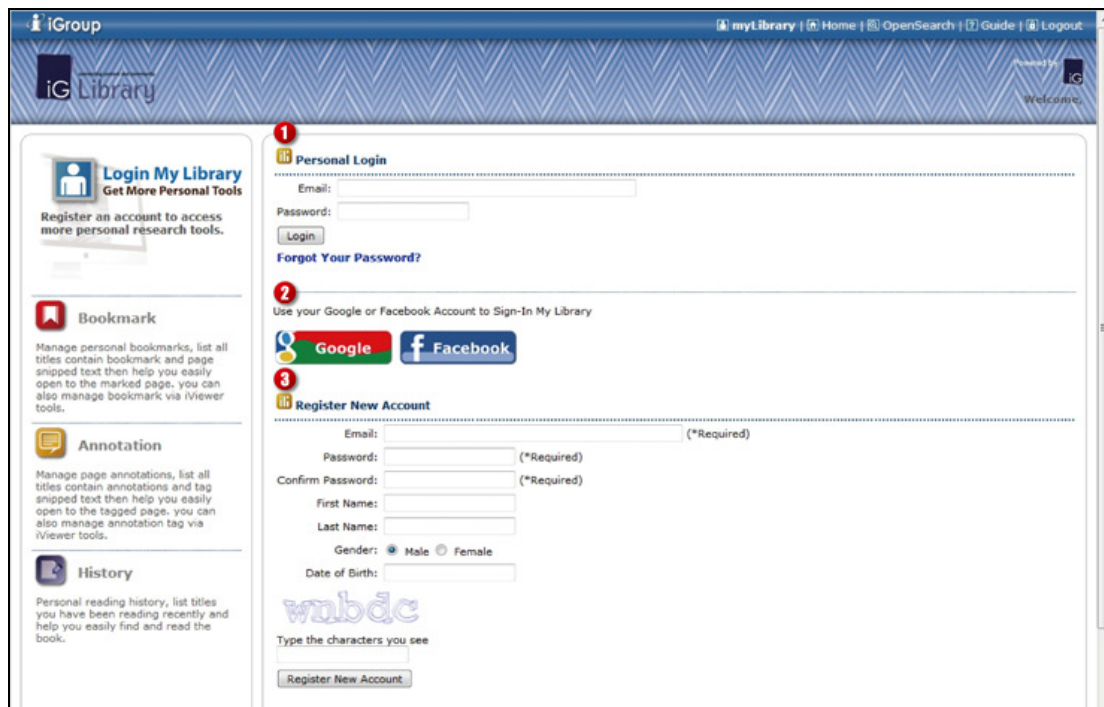 iGroup
myLibrary | Home | OpenSearch | Guide | Logout
iG Library
Powered by iG
Welcome,
Login My Library
Get More Personal Tools
Register an account to access
more personal research tools.
Bookmark
Manage personal bookmarks, list all
titles contain bookmark and page
snipped text then help you easily
open to the marked page. you can
also manage bookmark via iViewer
tools.
Annotation
Manage page annotations, list all
titles contain annotations and tag
snipped text then help you easily
open to the tagged page. you can
also manage annotation tag via
iViewer tools.
History
Personal reading history, list titles
you have been reading recently and
help you easily find and read the
book.
1
Personal Login
Email:
Password:
Login
Forgot Your Password?
2
Use your Google or Facebook Account to Sign-In My Library
Google Facebook
3
Register New Account
Email: (*Required)
Password: (*Required)
Confirm Password: (*Required)
First Name:
Last Name:
Gender: Male Female
Date of Birth:
wnbdc
Type the characters you see
Register New Account